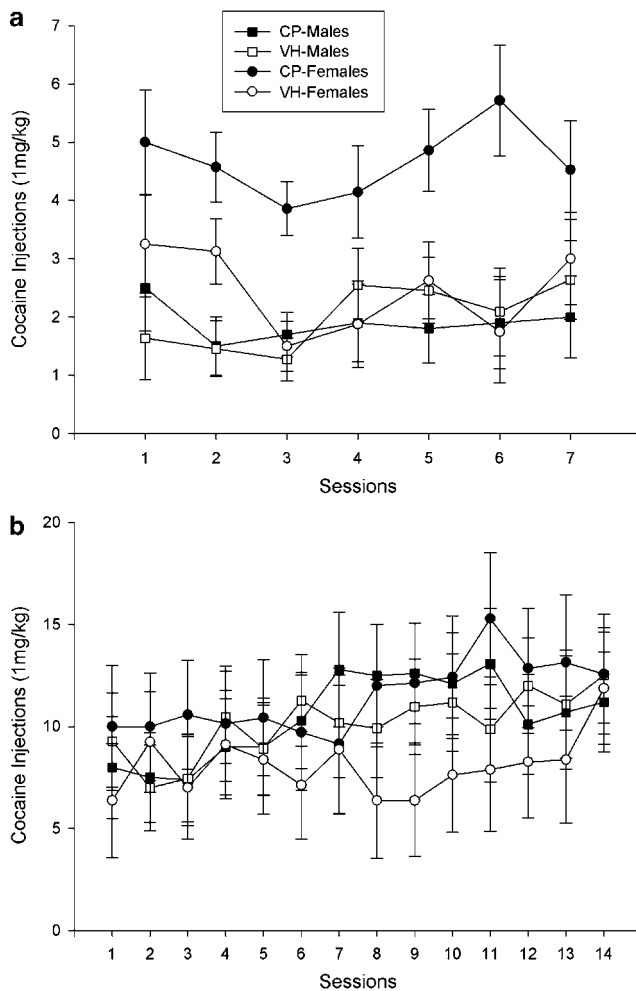 a
CP-Males
VH-Males
CP-Females
VH-Females
Cocaine Injections (1mg/kg)
7
6
5
4
3
2
1
0
1 2 3 4 5 6 7
Sessions
b
Cocaine Injections (1mg/kg)
20
15
10
5
0
1 2 3 4 5 6 7 8 9 10 11 12 13 14
Sessions